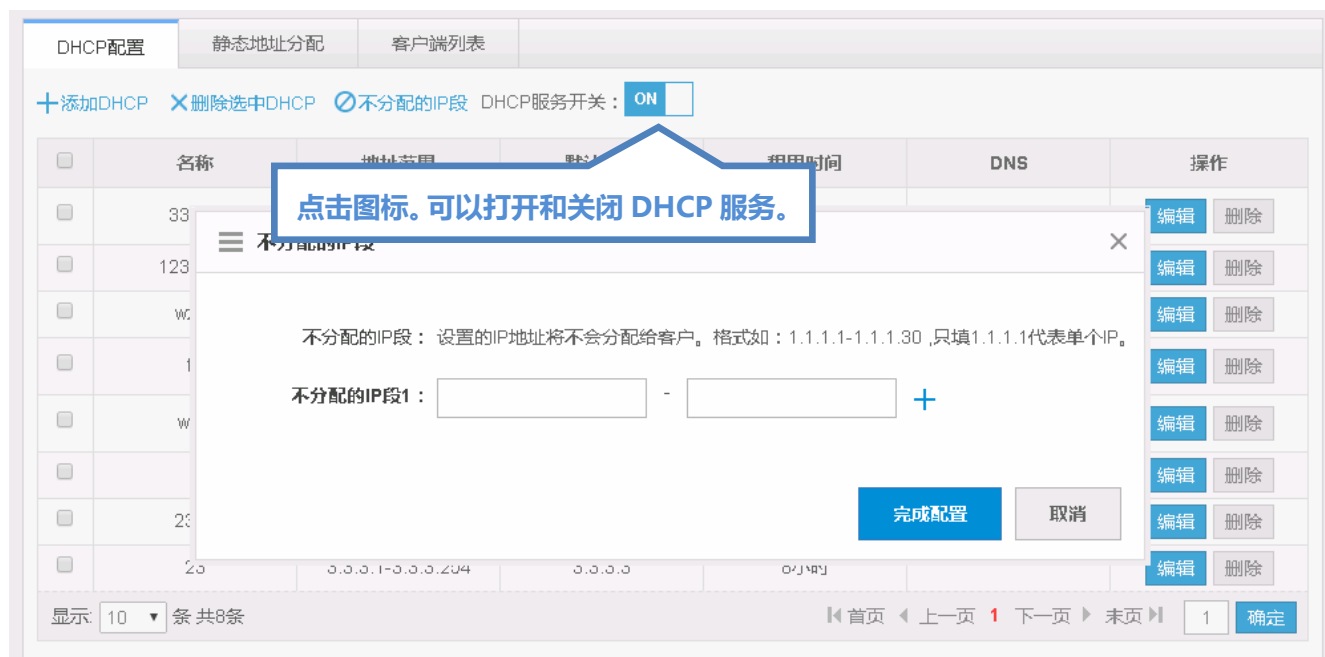 DHCP配置 静态地址分配 客户端列表
添加DHCP 删除选中DHCP 不分配的IP段 DHCP服务开关： ON
名称 地址范围 租用时间 DNS 操作
点击图标。可以打开和关闭 DHCP 服务。
33 编辑 删除
不分配的IP段
123 编辑 删除
编辑 删除
不分配的IP段： 设置的IP地址将不会分配给客户。格式如：1.1.1.1-1.1.1.30 ,只填1.1.1.1代表单个IP。
编辑 删除
不分配的IP段1： -
w 编辑 删除
编辑 删除
完成配置 取消
23 编辑 删除
23 3.3.3.1-3.3.3.254 3.3.3.3 8小时 编辑 删除
显示: 10 条 共8条 首页 上一页 1 下一页 末页 1 确定